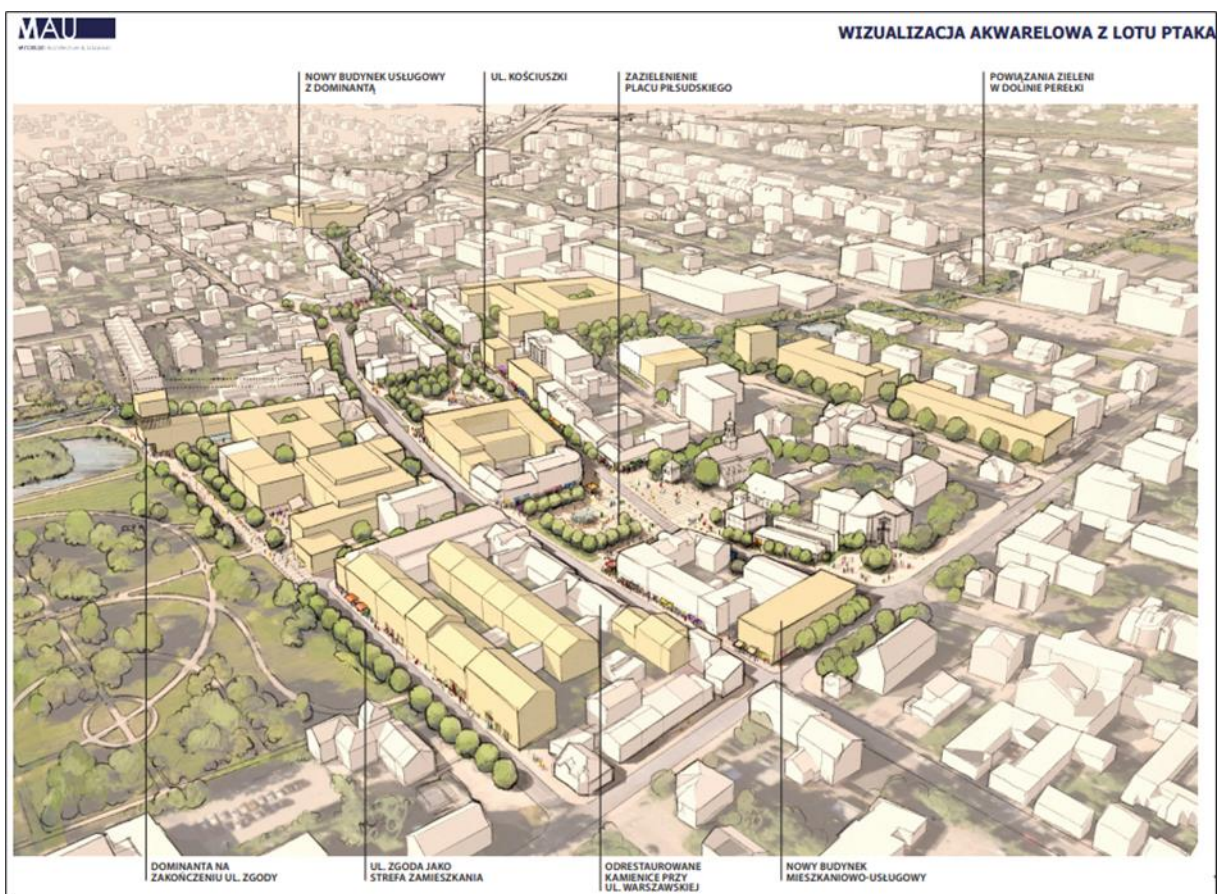 MAU
WIZUALIZACJA AKWARELOWA Z LOTU PTAKA
NOWY BUDYNEK USŁUGOWY
Z DOMINANTĄ
UL. KOŚCIUSZKI
ZAZIELENIENIE
PLACU PIŁSUDSKIEGO
POWIĄZANIA ZIELENI
W DOLINIE PEREŁKI
DOMINANTA NA
ZAKOŃCZENIU UL. ZGODY
UL. ZGODA JAKO
STREFA ZAMIESZKANIA
ODRESTAUROWANE
KAMIENICE PRZY
UL. WARSZAWSKIEJ
NOWY BUDYNEK
MIESZKANIOWO-USŁUGOWY